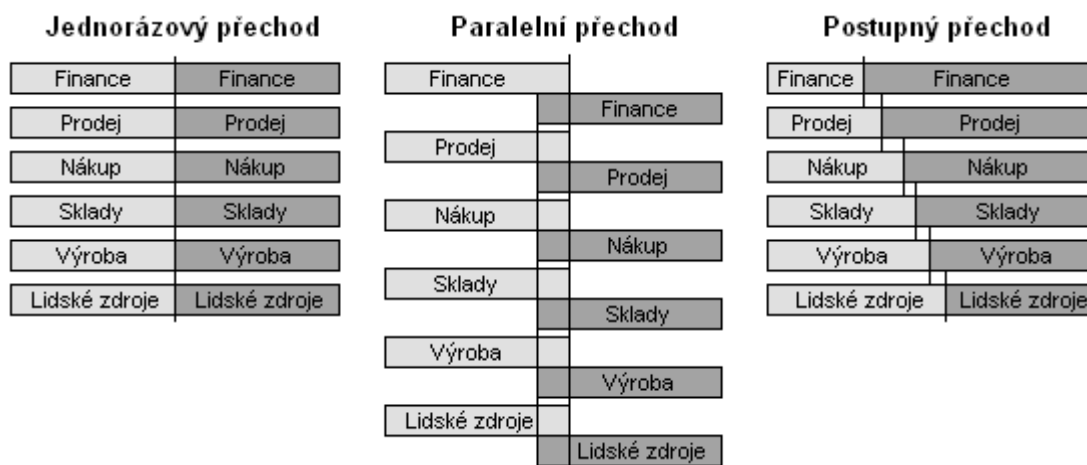 Jednorázový přechod
Finance Finance
Prodej Prodej
Nákup Nákup
Sklady Sklady
Výroba Výroba
Lidské zdroje Lidské zdroje
Paralelní přechod
Finance
Finance
Prodej
Prodej
Nákup
Nákup
Sklady
Sklady
Výroba
Výroba
Lidské zdroje
Lidské zdroje
Postupný přechod
Finance Finance
Prodej Prodej
Nákup Nákup
Sklady Sklady
Výroba Výroba
Lidské zdroje Lidské zdroje